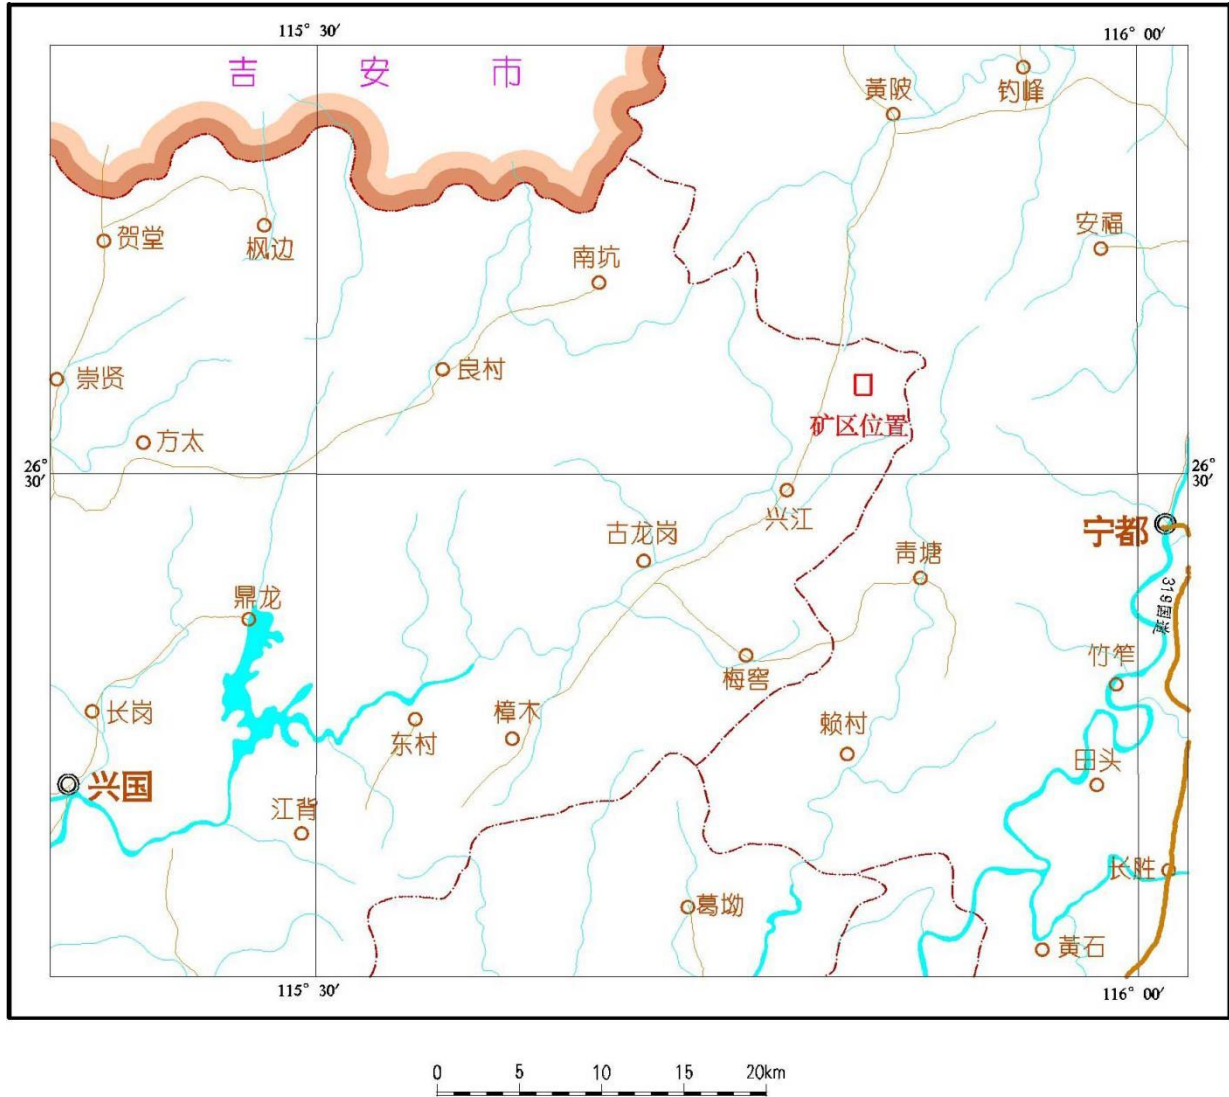 115° 30′
116° 00′
吉安市
钓峰
黃陂
安福
贺堂
枫边
南坑
良村
崇贤
矿区位置
方太
26°
30′
26°
30′
兴江
宁都
古龙岗
青塘
319国道
鼎龙
竹笮
梅窖
长岗
樟木
赖村
东村
田头
兴国
江背
长胜
葛坳
黃石
115° 30′
116° 00′
0 5 10 15 20km